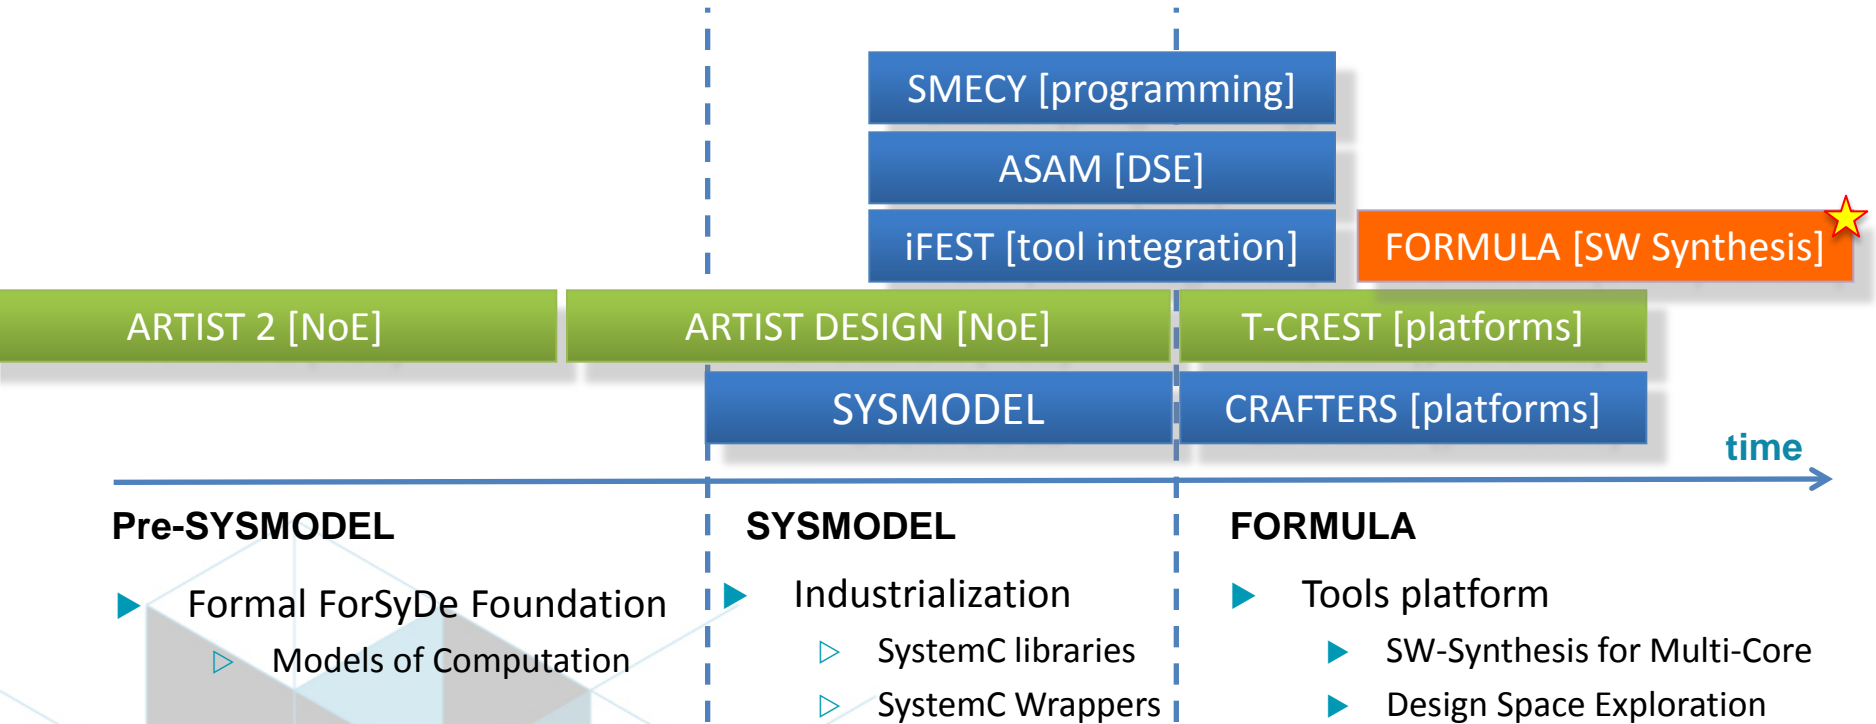 SMECY [programming]
ASAM [DSE]
iFEST [tool integration]
FORMULA [SW Synthesis]
ARTIST 2 [NoE]
ARTIST DESIGN [NoE]
T-CREST [platforms]
SYSMODEL
CRAFTERS [platforms]
time
Pre-SYSMODEL
Formal ForSyDe Foundation
Models of Computation
SYSMODEL
Industrialization
SystemC libraries
SystemC Wrappers
FORMULA
Tools platform
SW-Synthesis for Multi-Core
Design Space Exploration